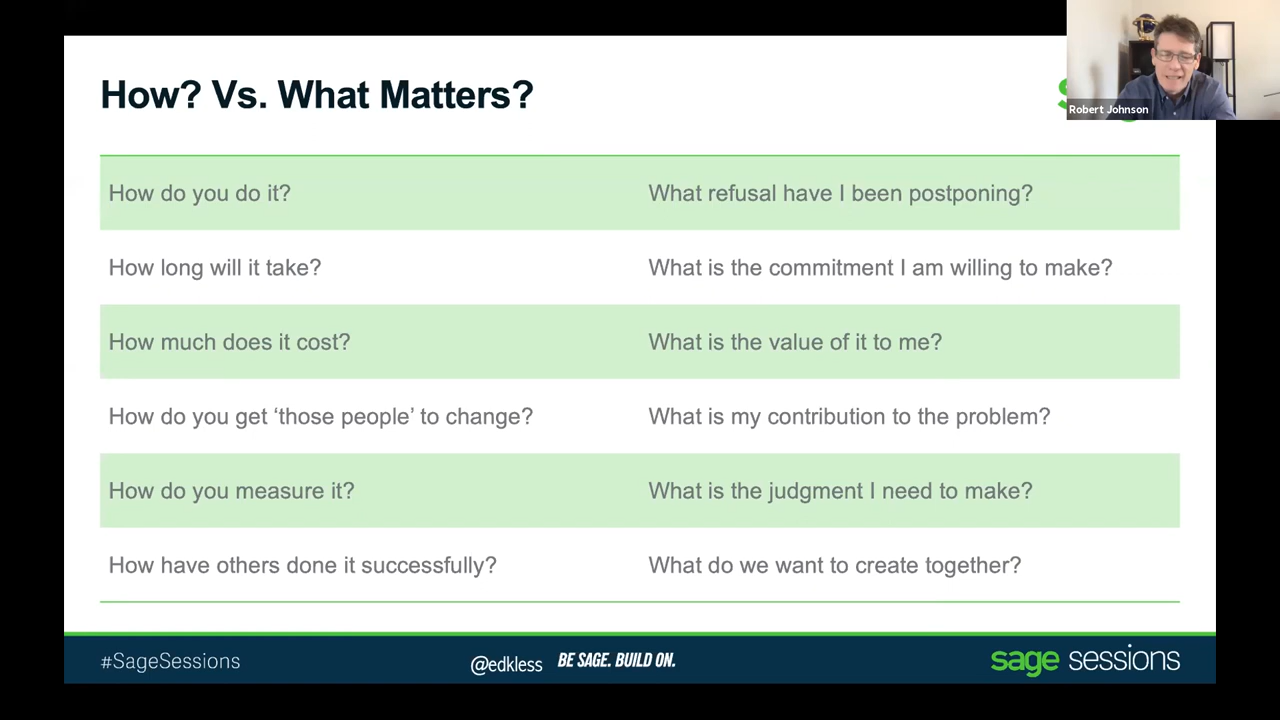 How? Vs. What Matters?
Robert Johnson
How do you do it? What refusal have I been postponing?
How long will it take? What is the commitment I am willing to make?
How much does it cost? What is the value of it to me?
How do you get ‘those people’ to change? What is my contribution to the problem?
How do you measure it? What is the judgment I need to make?
How have others done it successfully? What do we want to create together?
#SageSessions @edkless BE SAGE. BUILD ON. sage sessions